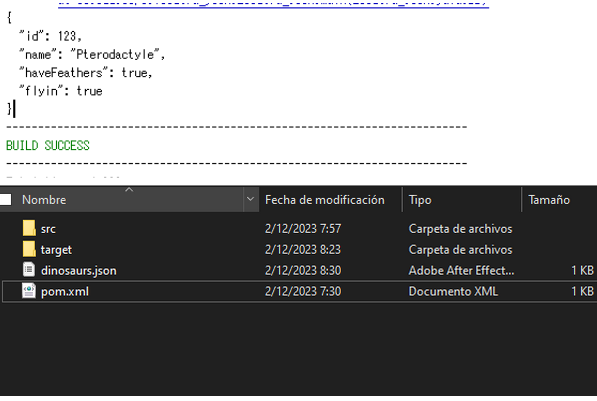 {
"id": 123,
"name": "Pterodactyle",
"haveFeathers": true,
"flyin": true
}
--------------------------------------------------------------
BUILD SUCCESS
--------------------------------------------------------------
Nombre Fecha de modificación Tipo Tamaño
src 2/12/2023 7:57 Carpeta de archivos
target 2/12/2023 8:23 Carpeta de archivos
dinosaurs.json 2/12/2023 8:30 Adobe After Effect... 1 KB
pom.xml 2/12/2023 7:30 Documento XML 1 KB